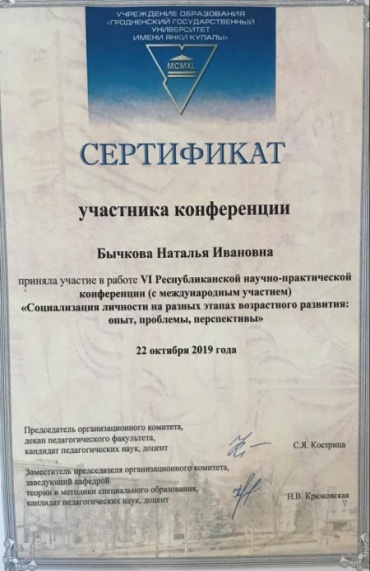 УЧРЕЖДЕНИЕ ОБРАЗОВАНИЯ
«ГРОДНЕНСКИЙ ГОСУДАРСТВЕННЫЙ
УНИВЕРСИТЕТ
ИМЕНИ ЯНКИ КУПАЛЫ»
MCMXL
СЕРТИФИКАТ
участника конференции
Бычкова Наталья Ивановна
приняла участие в работе VI Республиканской научно-практической
конференции (с международным участием)
«Социализация личности на разных этапах возрастного развития:
опыт, проблемы, перспективы»
22 октября 2019 года
Председатель организационного комитета,
декан педагогического факультета,
кандидат педагогических наук, доцент
С.Я. Кострица
Заместитель председателя организационного комитета,
заведующий кафедрой
теории и методики специального образования,
кандидат педагогических наук, доцент
Н.В. Крюковская